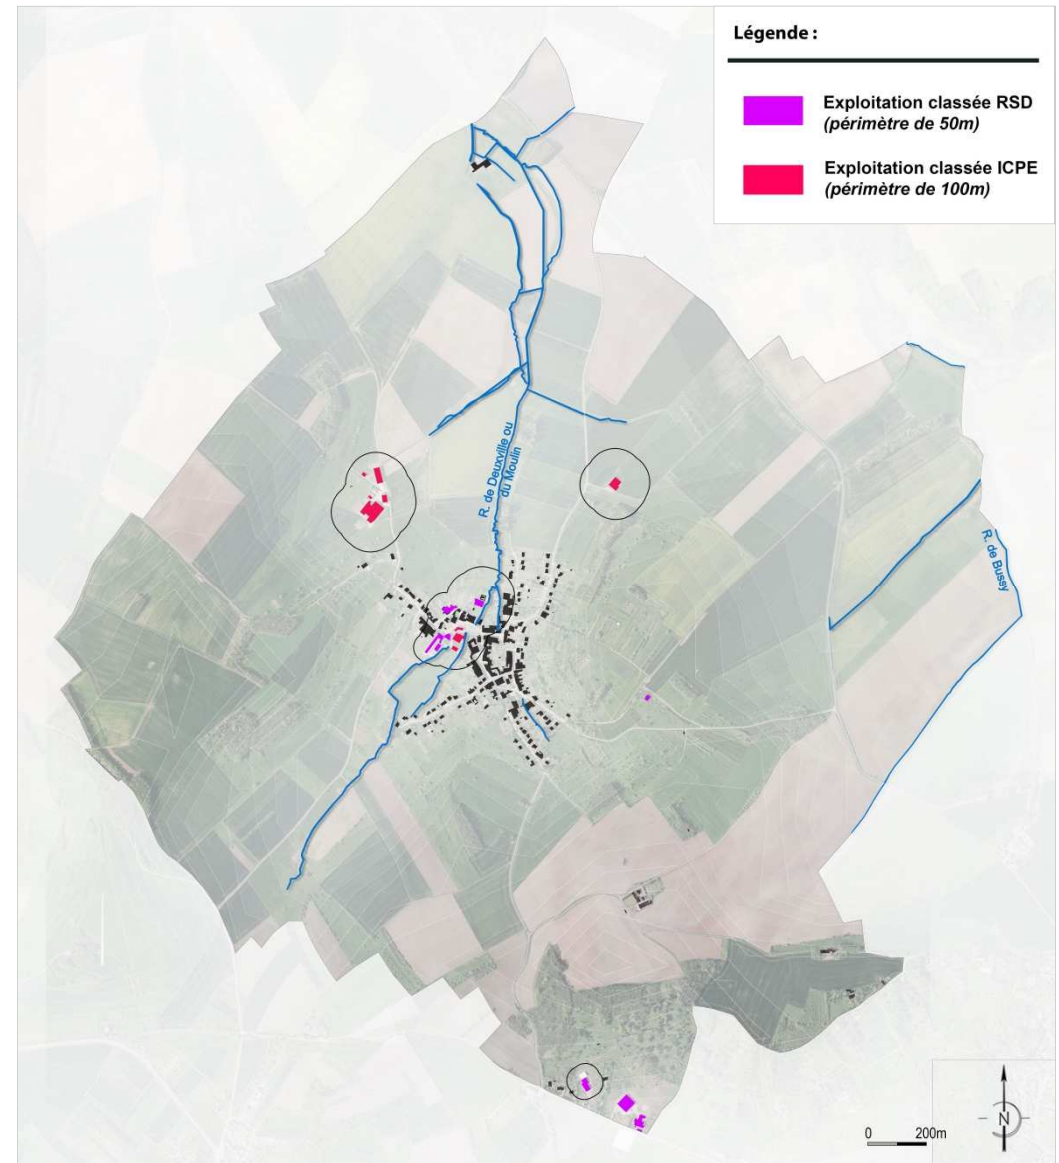 Légende :
Exploitation classée RSD
(périmètre de 50m)
Exploitation classée ICPE
(périmètre de 100m)
R. de Deuxville ou
du Moulin
R. de Bussy
N
0 200m